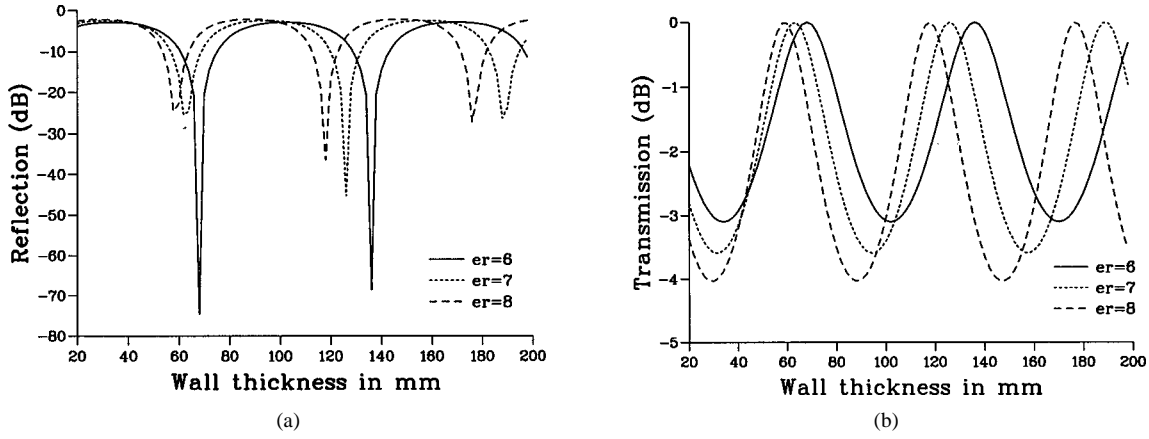 0
−10
−20
−30
−40
−50
−60
−70
−80
Reflection (dB)
er=6
er=7
er=8
20 40 60 80 100 120 140 160 180 200
Wall thickness in mm
(a)
0
−1
−2
−3
−4
−5
Transmission (dB)
er=6
er=7
er=8
20 40 60 80 100 120 140 160 180 200
Wall thickness in mm
(b)